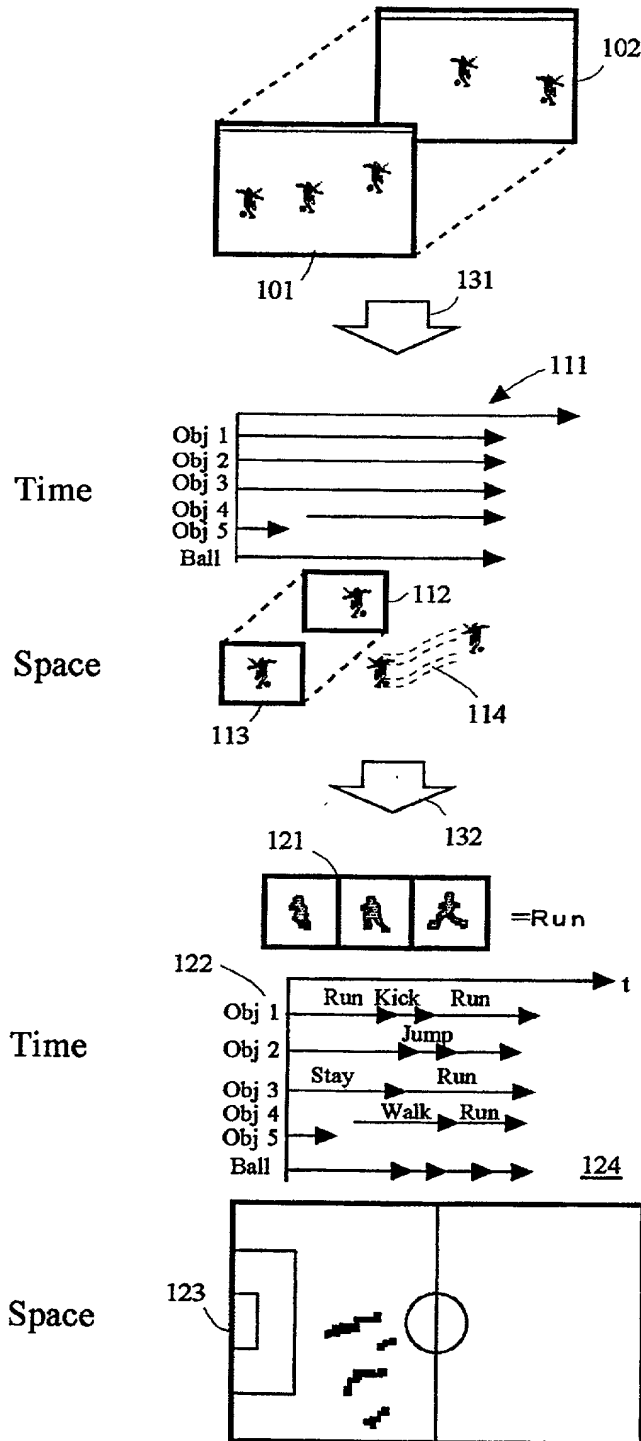 102
101
131
111
Obj 1
Obj 2
Obj 3
Obj 4
Obj 5
Ball
Time
112
Space
113
114
132
121
=Run
122
t
Obj 1 Run Kick Run
Obj 2 Jump
Time
Obj 3 Stay Run
Obj 4 Walk Run
Obj 5
Ball
124
123
Space